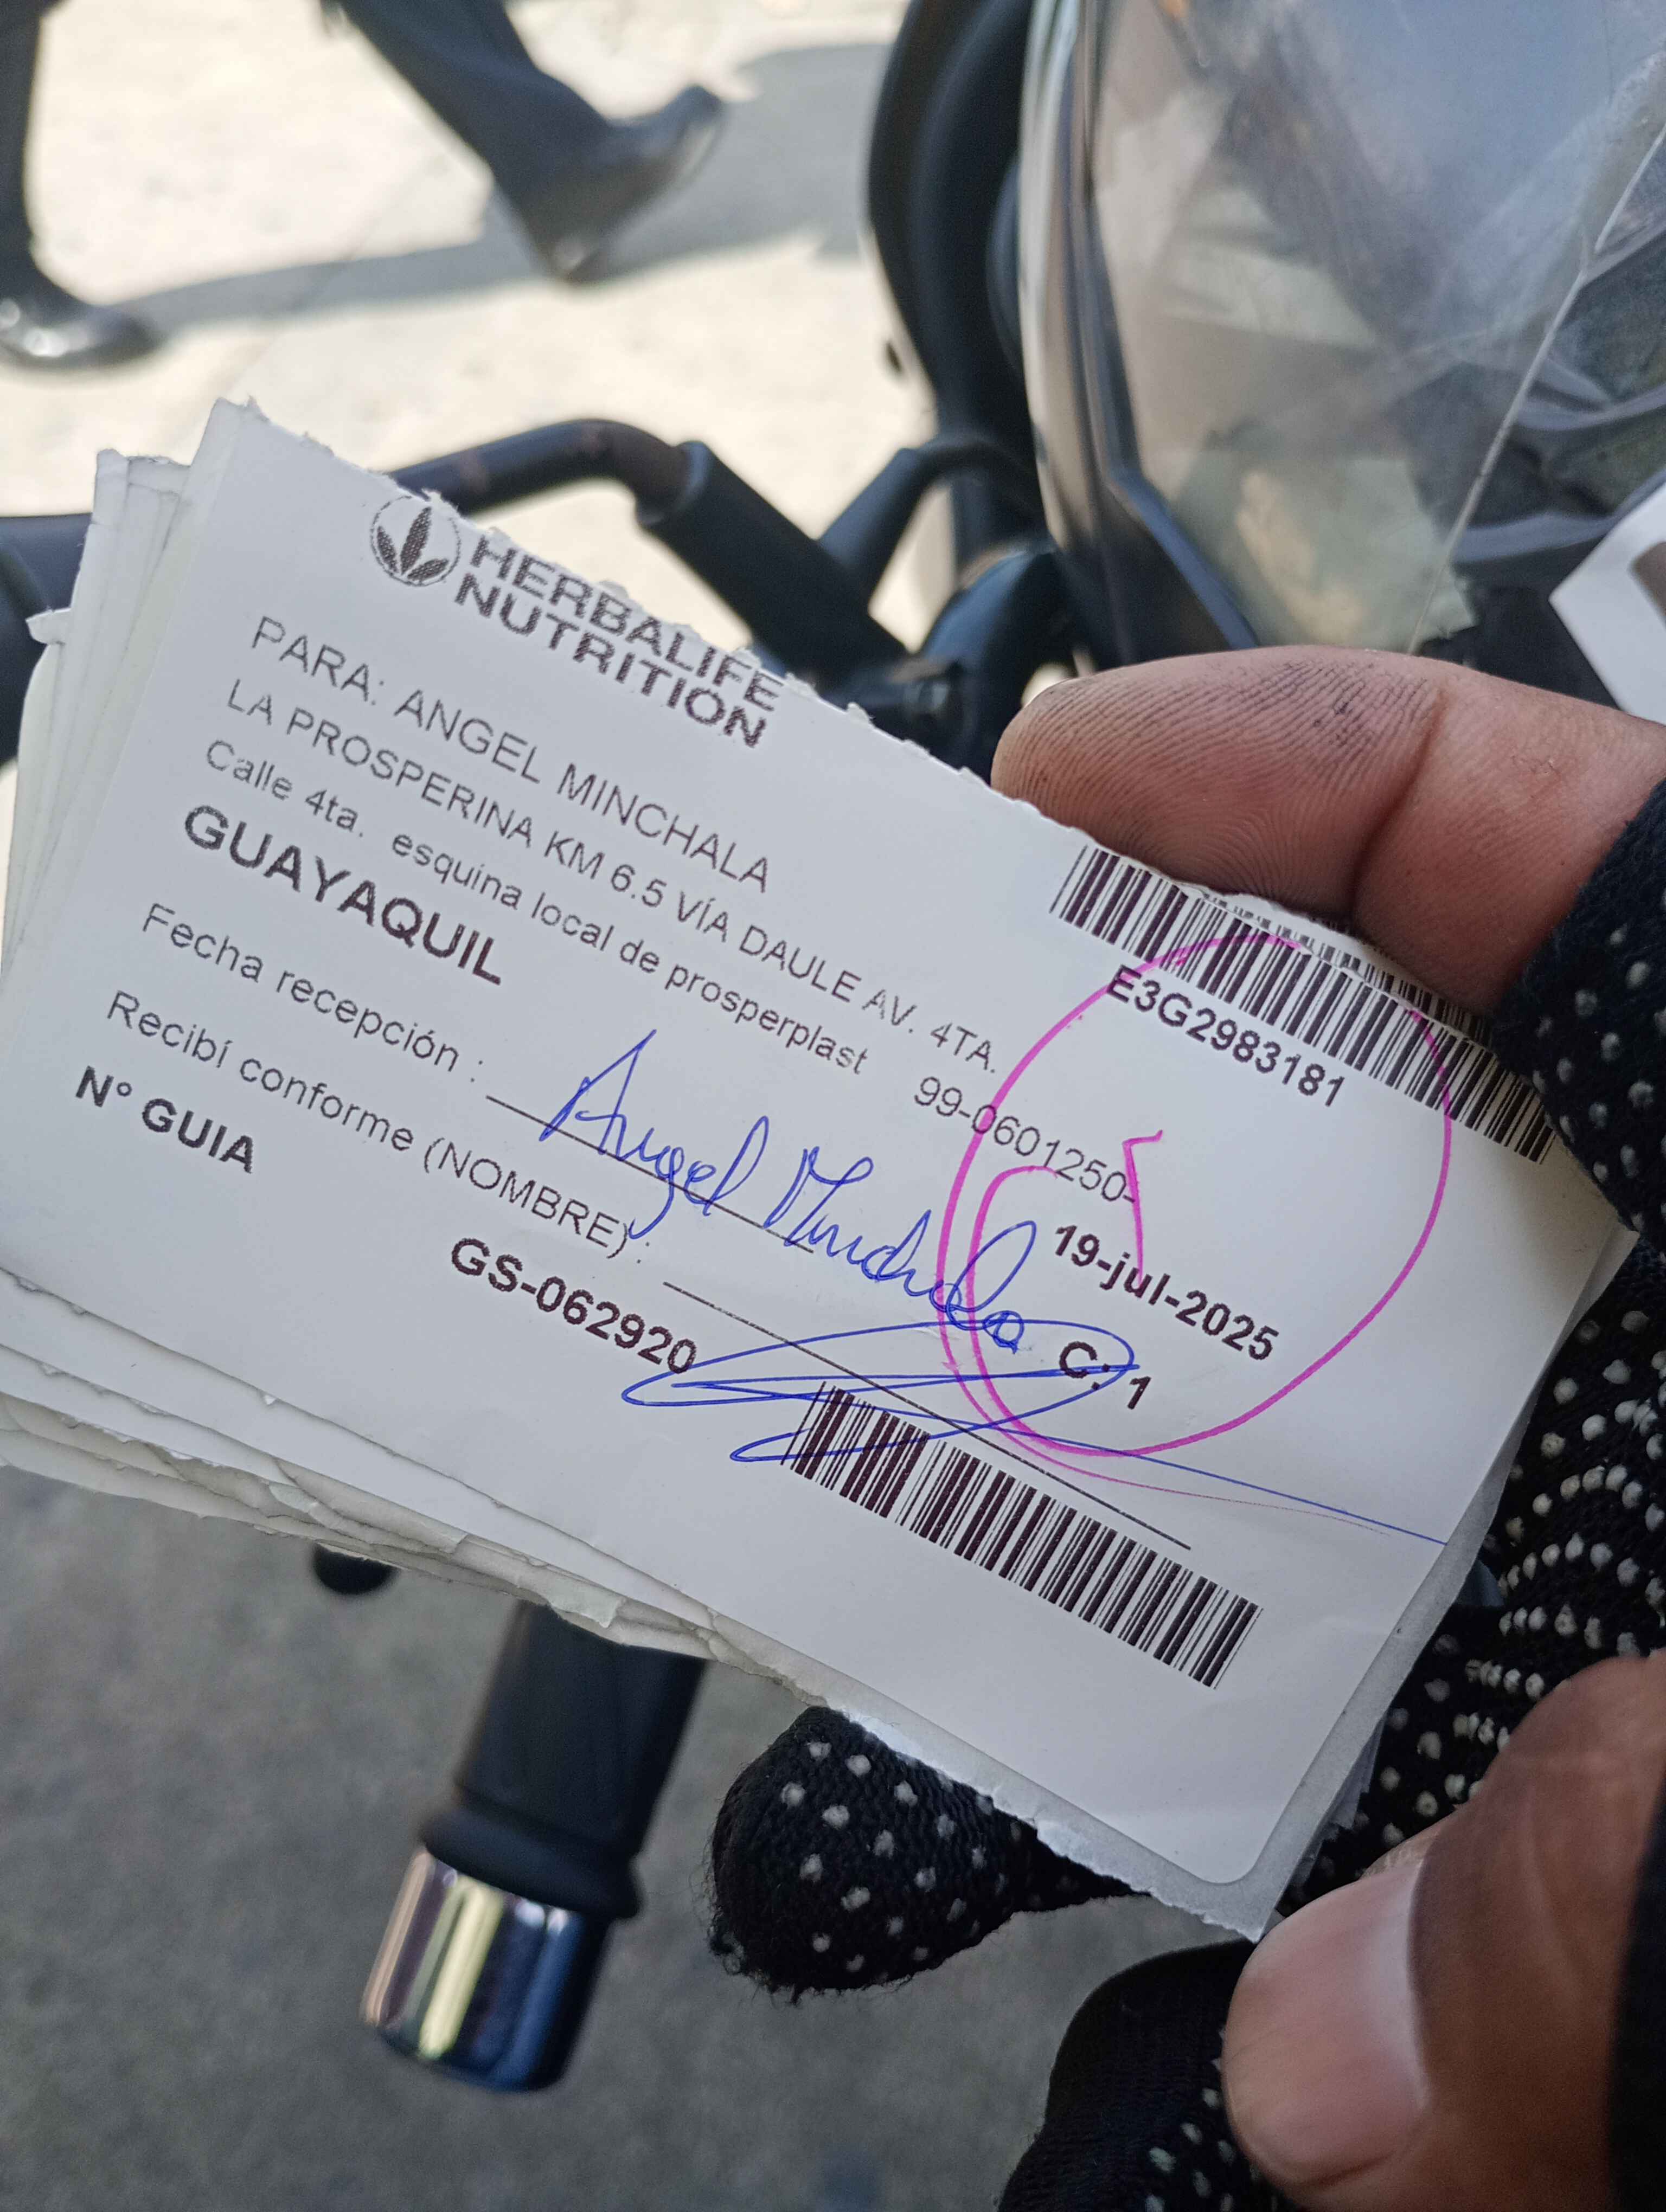 HERBALIFE
NUTRITION
PARA: ANGEL MINCHALA
LA PROSPERINA KM 6.5 VÍA DAULE AV. 4TA.
Calle 4ta. esquina local de prosperplast 99-0601250-
GUAYAQUIL
E3G2983181
Fecha recepción :
19-jul-2025
Angel Minchala
Recibí conforme (NOMBRE) :
C: 1
Nº GUIA
GS-062920